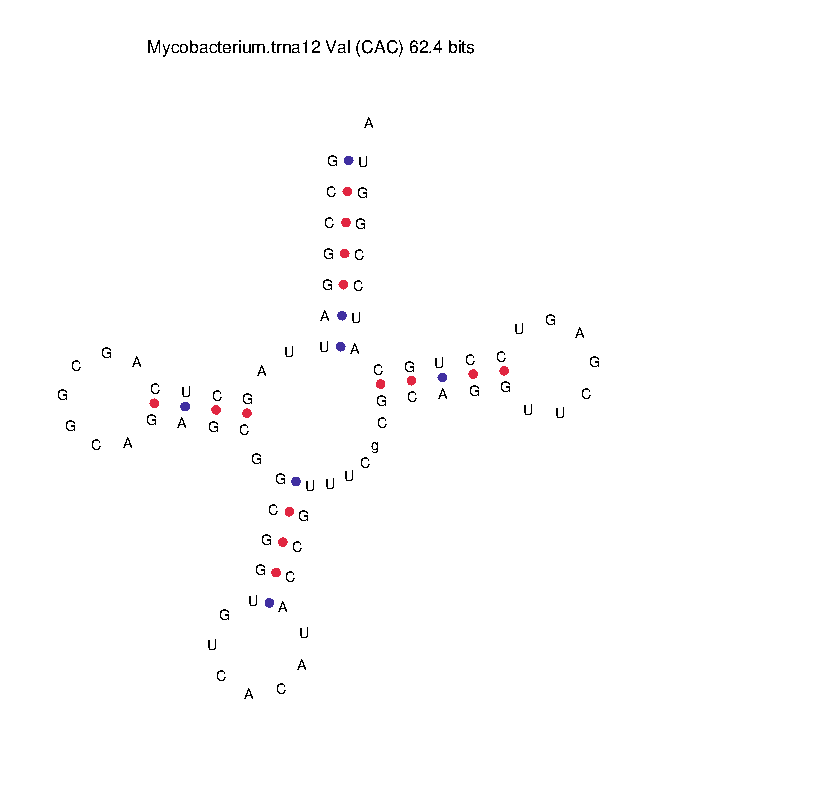 Mycobacterium.trna12 Val (CAC) 62.4 bits
A
G U
C G
C G
G C
G C
A U
U A
U
A
G C U C
A G C G G C A
G A G C
G
G C G G U
G U C A C A U
A C C G U
U U C g C
C G U C C
U G A G C U U
G G A C G